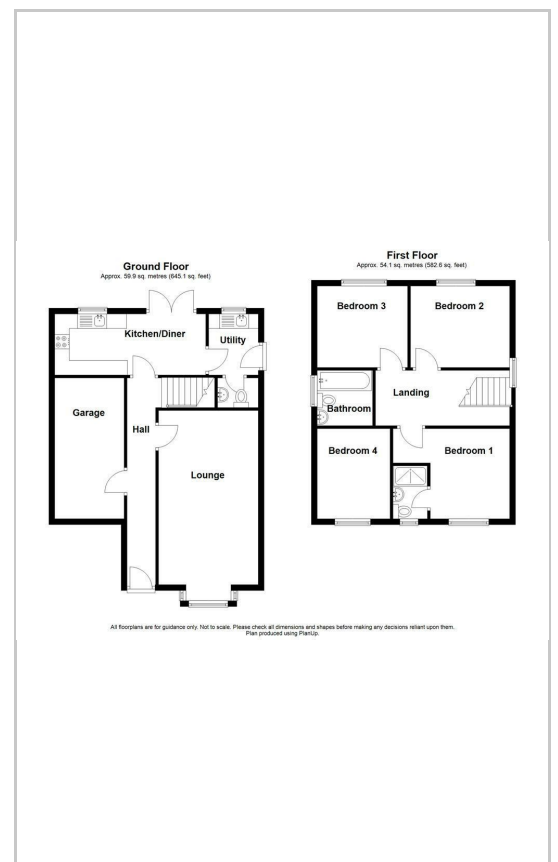 Ground Floor
Approx. 59.9 sq. metres (645.1 sq. feet)
Kitchen/Diner
Utility
Garage
Hall
Lounge
First Floor
Approx. 54.1 sq. metres (582.6 sq. feet)
Bedroom 3
Bedroom 2
Bathroom
Landing
Bedroom 4
Bedroom 1
All floorplans are for guidance only. Not to scale. Please check all dimensions and shapes before making any decisions reliant upon them.
Plan produced using PlanUp.